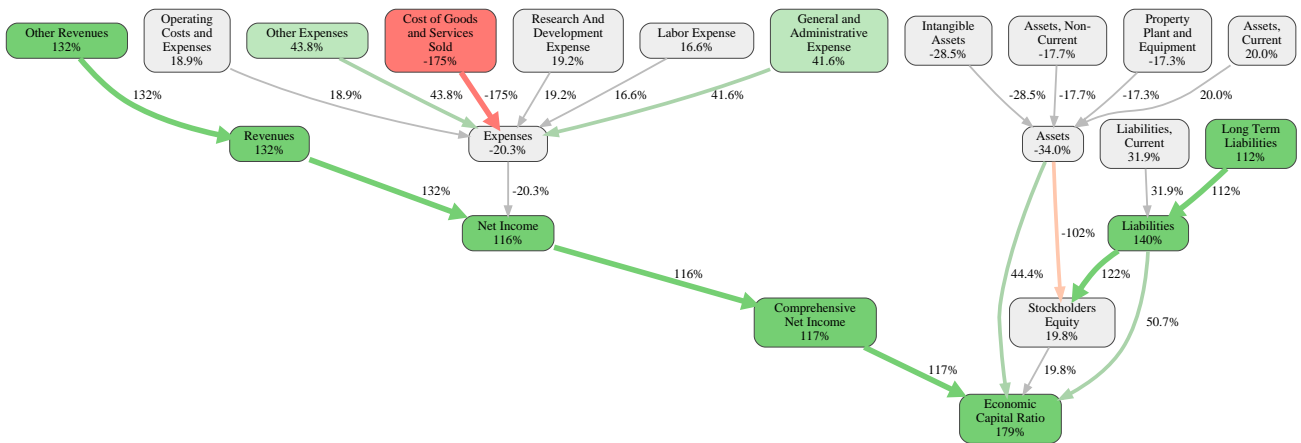 Other Revenues
132%
Operating
Costs and
Expenses
18.9%
Other Expenses
43.8%
Cost of Goods
and Services
Sold
-175%
Research And
Development
Expense
19.2%
Labor Expense
16.6%
General and
Administrative
Expense
41.6%
Intangible
Assets
-28.5%
Assets, Non-
Current
-17.7%
Property
Plant and
Equipment
-17.3%
Assets,
Current
20.0%
132%
18.9%
43.8%
-175%
19.2%
16.6%
41.6%
-28.5%
-17.7%
-17.3%
20.0%
Revenues
132%
Expenses
-20.3%
Assets
-34.0%
Liabilities,
Current
31.9%
Long Term
Liabilities
112%
132%
-20.3%
31.9%
112%
Net Income
116%
-102%
Liabilities
140%
116%
44.4%
122%
Comprehensive
Net Income
117%
Stockholders
Equity
19.8%
50.7%
117%
19.8%
Economic
Capital Ratio
179%